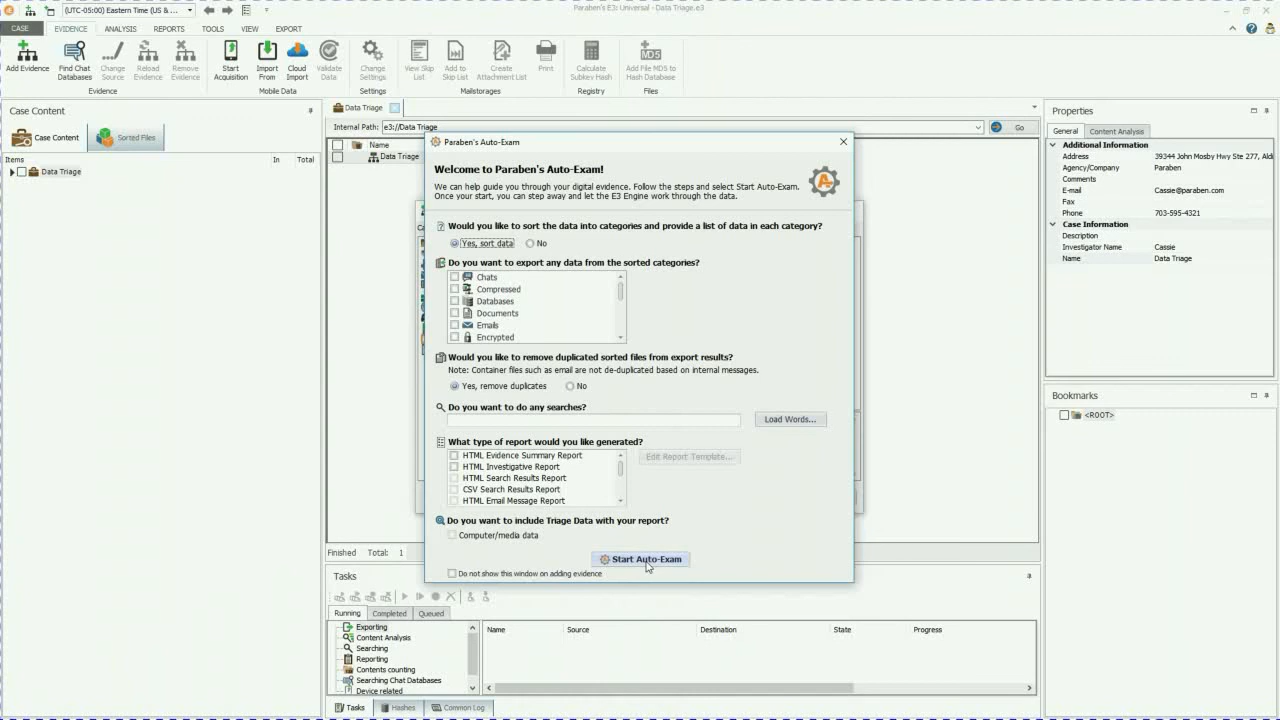 (UTC-05:00) Eastern Time (US & ...
Paraben's E3: Universal - Data Triage.e3
CASE EVIDENCE ANALYSIS REPORTS TOOLS VIEW EXPORT
Add Evidence
Find Chat Databases
Change Source
Reload Evidence
Remove Evidence
Start Acquisition
Import From
Cloud Import
Validate Data
Change Settings
View Skip List
Add to Skip List
Create Attachment List
Print
Calculate Subkey Hash
Add File MD5 to Hash Database
Evidence Mobile Data Settings Mailstorages Registry Files
Case Content
Case Content Sorted Files
Items In Total
Data Triage
Data Triage
Internal Path: e3://Data Triage Go
Name
Data Triage
Paraben's Auto-Exam
Welcome to Paraben's Auto-Exam!
We can help guide you through your digital evidence. Follow the steps and select Start Auto-Exam.
Once your start, you can step away and let the E3 Engine work through the data.
Would you like to sort the data into categories and provide a list of data in each category?
Yes, sort data No
Do you want to export any data from the sorted categories?
Chats
Compressed
Databases
Documents
Emails
Encrypted
Would you like to remove duplicated sorted files from export results?
Note: Container files such as email are not de-duplicated based on internal messages.
Yes, remove duplicates No
Do you want to do any searches?
Load Words...
What type of report would you like generated?
HTML Evidence Summary Report
Edit Report Template...
HTML Investigative Report
HTML Search Results Report
CSV Search Results Report
HTML Email Message Report
Do you want to include Triage Data with your report?
Computer/media data
Start Auto-Exam
Do not show this window on adding evidence
Finished Total: 1
Tasks
Running Completed Queued
Exporting
Content Analysis
Searching
Reporting
Contents counting
Searching Chat Databases
Device related
Name Source Destination State Progress
Tasks Hashes Common Log
Properties
General Content Analysis
Additional Information
Address 39344 John Mosby Hwy Ste 277, Aldi
Agency/Company Paraben
Comments
E-mail Cassie@paraben.com
Fax
Phone 703-595-4321
Case Information
Description
Investigator Name Cassie
Name Data Triage
Bookmarks
<ROOT>